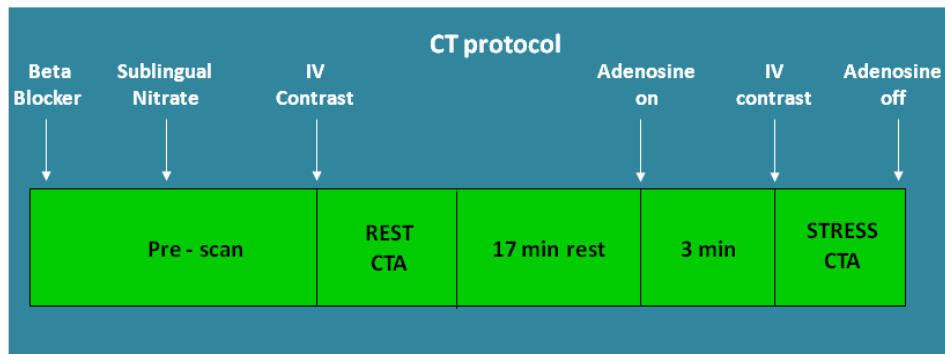 CT protocol
Beta
Blocker
Sublingual
Nitrate
IV
Contrast
Adenosine
on
IV
contrast
Adenosine
off
Pre - scan
REST
CTA
17 min rest
3 min
STRESS
CTA